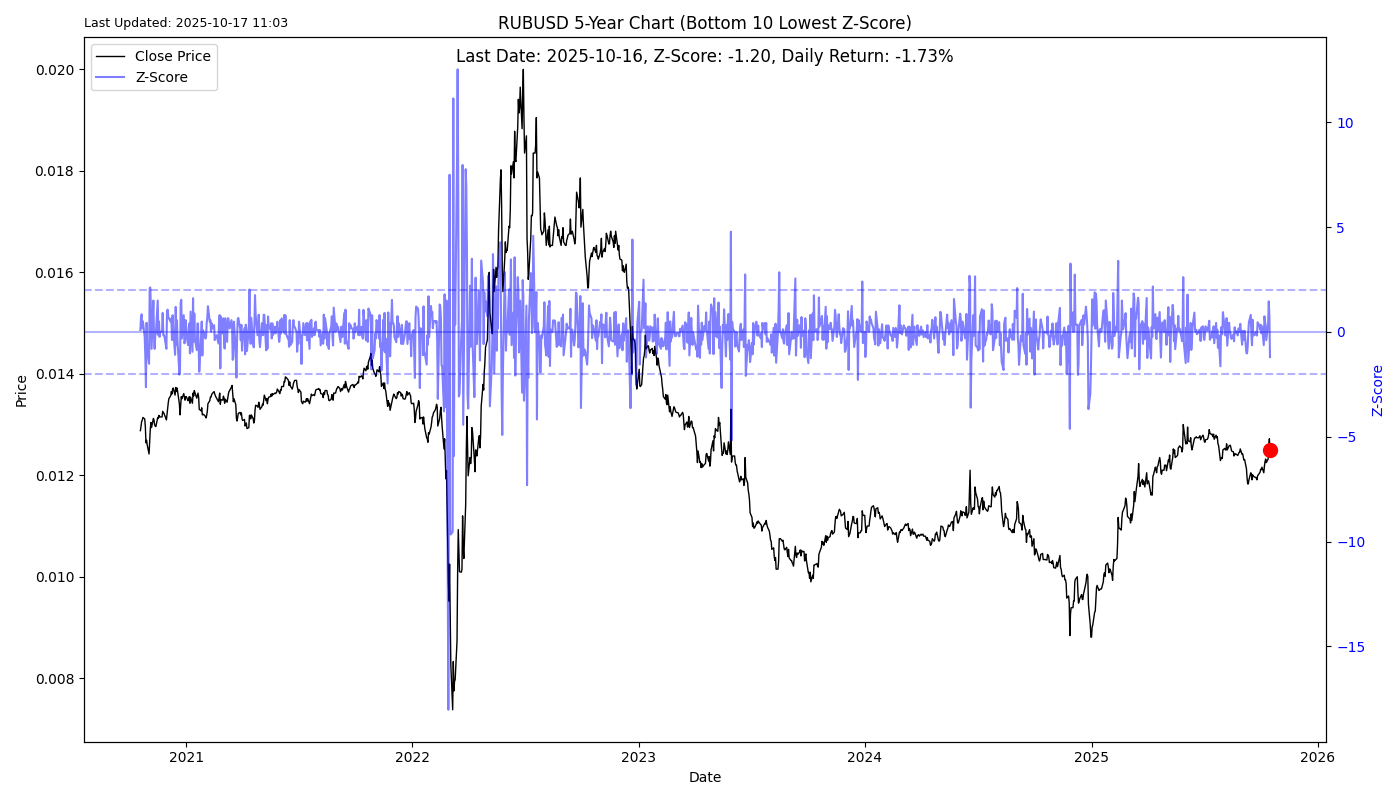 Last Updated: 2025-10-17 11:03
RUBUSD 5-Year Chart (Bottom 10 Lowest Z-Score)
Last Date: 2025-10-16, Z-Score: -1.20, Daily Return: -1.73%
Close Price
Z-Score
0.020
0.018
0.016
0.014
0.012
0.010
0.008
Price
10
5
0
−5
−10
−15
Z-Score
2021
2022
2023
2024
2025
2026
Date